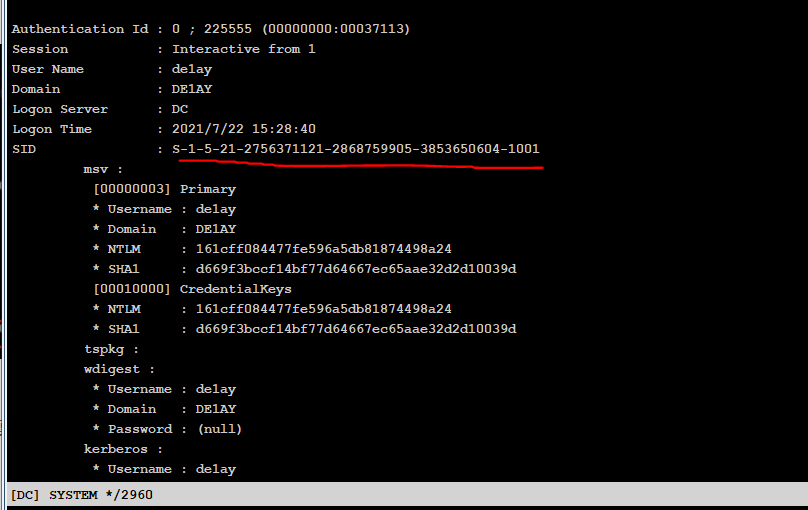 Authentication Id : 0 ; 225555 (00000000:00037113)
Session           : Interactive from 1
User Name         : de1ay
Domain            : DE1AY
Logon Server      : DC
Logon Time        : 2021/7/22 15:28:40
SID               : S-1-5-21-2756371121-2868759905-3853650604-1001
msv :
[00000003] Primary
* Username : de1ay
* Domain   : DE1AY
* NTLM     : 161cff084477fe596a5db81874498a24
* SHA1     : d669f3bccf14bf77d64667ec65aae32d2d10039d
[00010000] CredentialKeys
* NTLM     : 161cff084477fe596a5db81874498a24
* SHA1     : d669f3bccf14bf77d64667ec65aae32d2d10039d
tspkg :
wdigest :
* Username : de1ay
* Domain   : DE1AY
* Password : (null)
kerberos :
* Username : de1ay
[DC] SYSTEM */2960